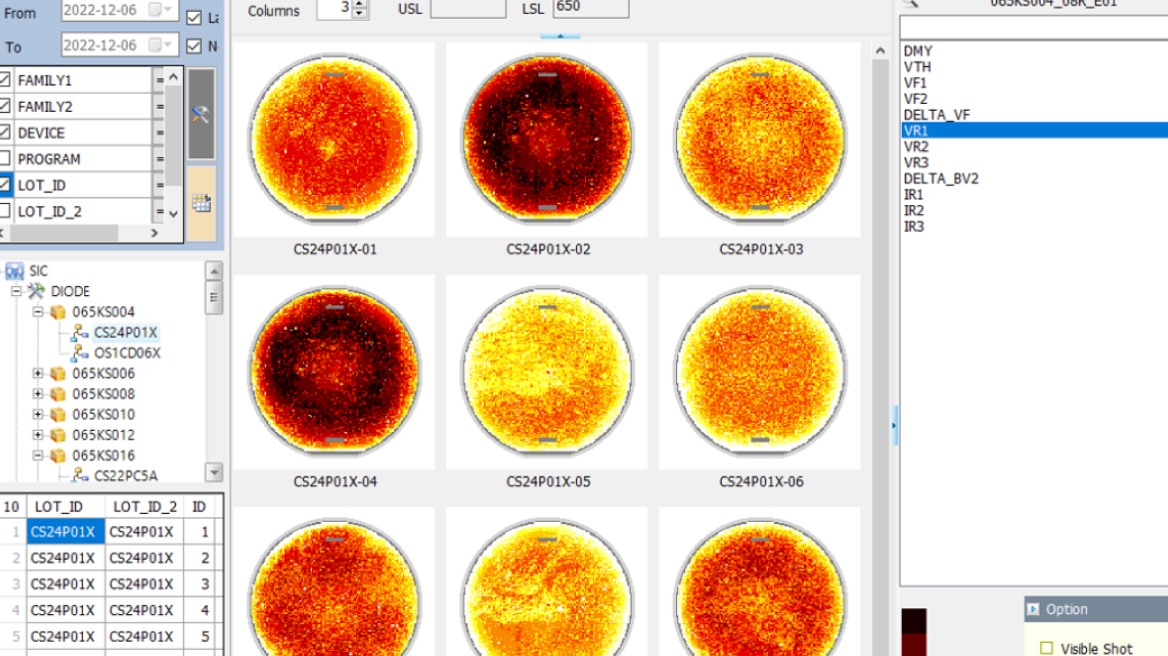 From 2022-12-06
To 2022-12-06
FAMILY1 =
FAMILY2 =
DEVICE =
PROGRAM =
LOT_ID =
LOT_ID_2 =
SIC
DIODE
065KS004
CS24P01X
OS1CD06X
065KS006
065KS008
065KS010
065KS012
065KS016
CS22PC5A
10 LOT_ID LOT_ID_2 ID
1 CS24P01X CS24P01X 1
2 CS24P01X CS24P01X 2
3 CS24P01X CS24P01X 3
4 CS24P01X CS24P01X 4
5 CS24P01X CS24P01X 5
Columns 3 USL LSL 650
CS24P01X-01 CS24P01X-02 CS24P01X-03
CS24P01X-04 CS24P01X-05 CS24P01X-06
065KS004_08R_E01
DMY
VTH
VF1
VF2
DELTA_VF
VR1
VR2
VR3
DELTA_BV2
IR1
IR2
IR3
Option
Visible Shot